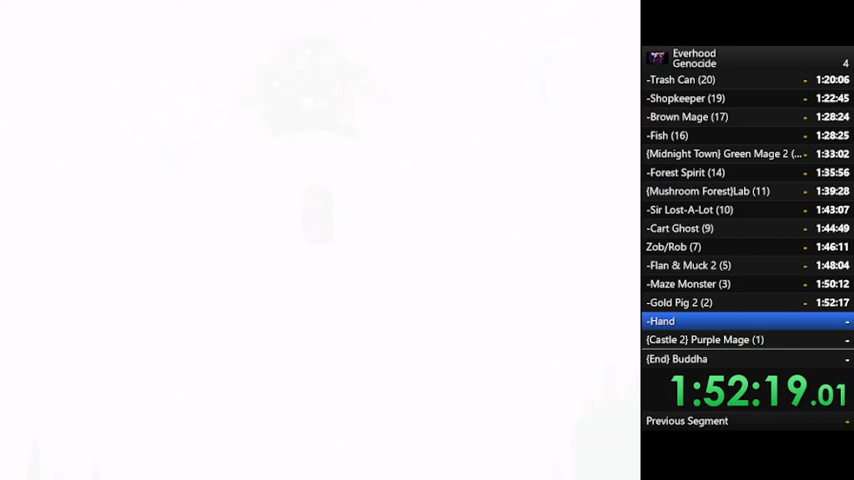 Everhood
Genocide 4
-Trash Can (20) - 1:20:06
-Shopkeeper (19) - 1:22:45
-Brown Mage (17) - 1:28:24
-Fish (16) - 1:28:25
{Midnight Town} Green Mage 2 (... - 1:33:02
-Forest Spirit (14) - 1:35:56
{Mushroom Forest}Lab (11) - 1:39:28
-Sir Lost-A-Lot (10) - 1:43:07
-Cart Ghost (9) - 1:44:49
Zob/Rob (7) - 1:46:11
-Flan & Muck 2 (5) - 1:48:04
-Maze Monster (3) - 1:50:12
-Gold Pig 2 (2) - 1:52:17
-Hand -
{Castle 2} Purple Mage (1) -
{End} Buddha -
1:52:19.01
Previous Segment -